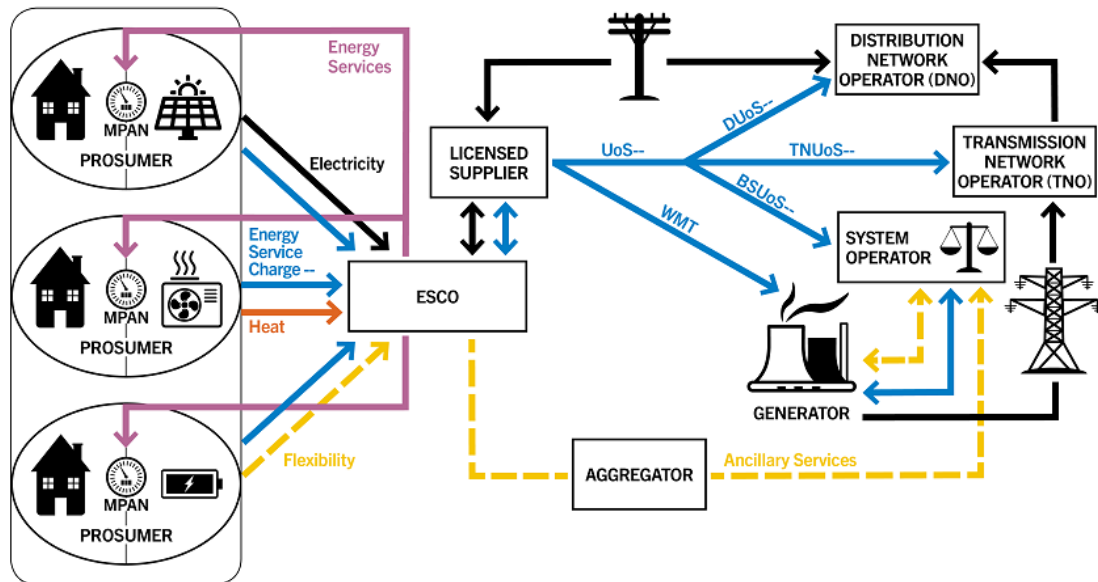 Energy
Services
MPAN
PROSUMER
Electricity
MPAN
PROSUMER
Energy
Service
Charge --
Heat
MPAN
PROSUMER
Flexibility
ESCO
LICENSED
SUPPLIER
UoS--
DUoS--
TNUoS--
BSUoS--
WMT
DISTRIBUTION
NETWORK
OPERATOR (DNO)
TRANSMISSION
NETWORK
OPERATOR (TNO)
SYSTEM
OPERATOR
GENERATOR
AGGREGATOR
Ancillary Services